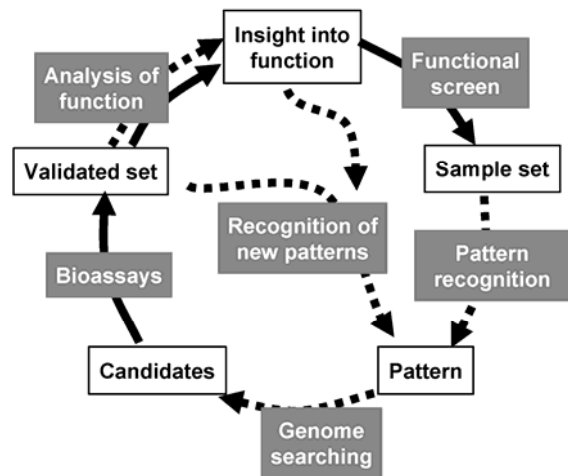 Insight into
function
Analysis of
function
Functional
screen
Validated set
Sample set
Recognition of
new patterns
Bioassays
Pattern
recognition
Candidates
Pattern
Genome
searching